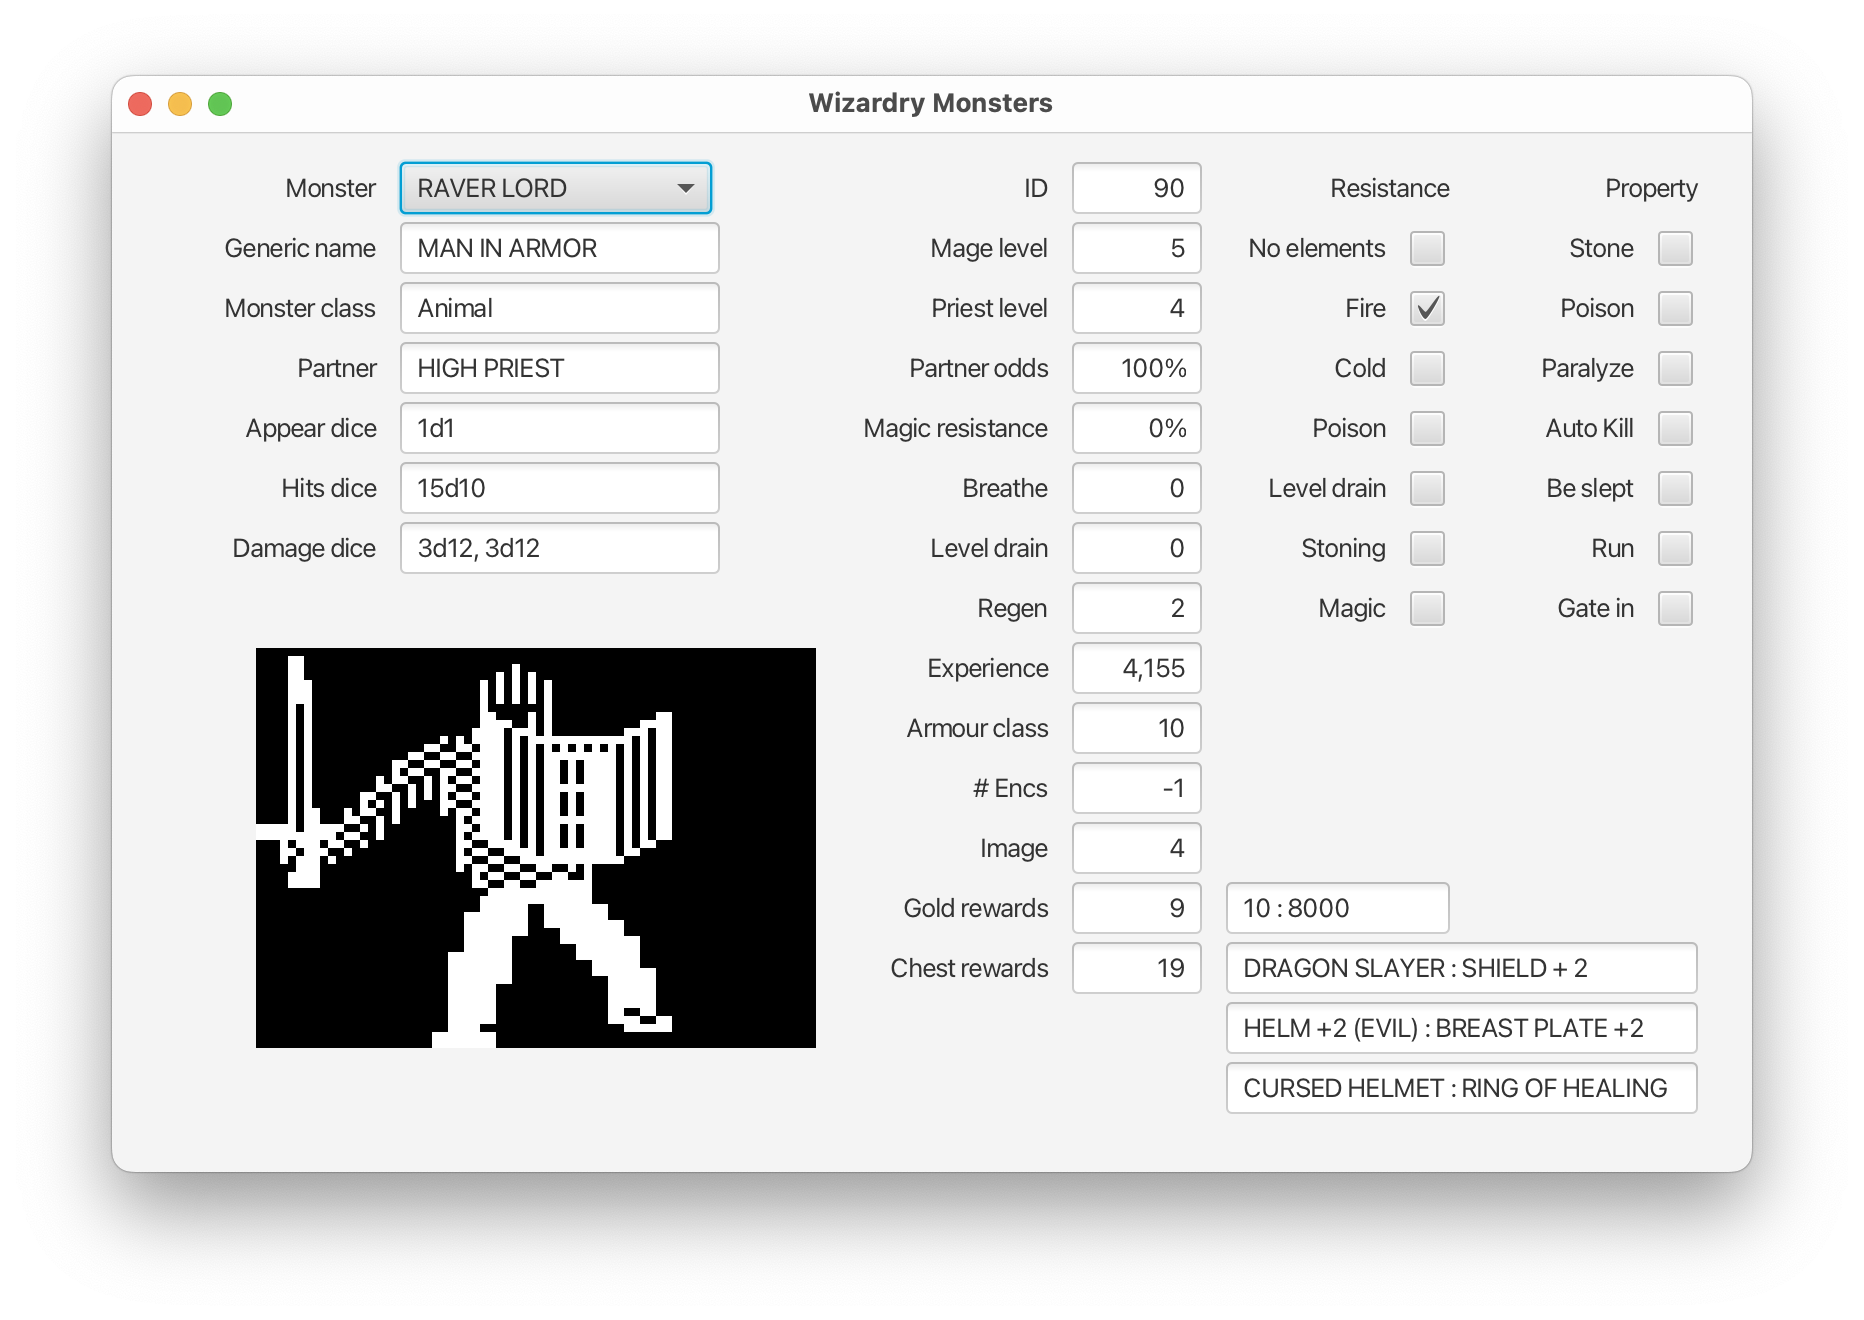 Wizardry Monsters
Monster RAVER LORD
Generic name MAN IN ARMOR
Monster class Animal
Partner HIGH PRIEST
Appear dice 1d1
Hits dice 15d10
Damage dice 3d12, 3d12
ID 90
Mage level 5
Priest level 4
Partner odds 100%
Magic resistance 0%
Breathe 0
Level drain 0
Regen 2
Experience 4,155
Armour class 10
# Encs -1
Image 4
Gold rewards 9 10 : 8000
Chest rewards 19 DRAGON SLAYER : SHIELD + 2
HELM +2 (EVIL) : BREAST PLATE +2
CURSED HELMET : RING OF HEALING
Resistance
No elements
Fire
Cold
Poison
Level drain
Stoning
Magic
Property
Stone
Poison
Paralyze
Auto Kill
Be slept
Run
Gate in